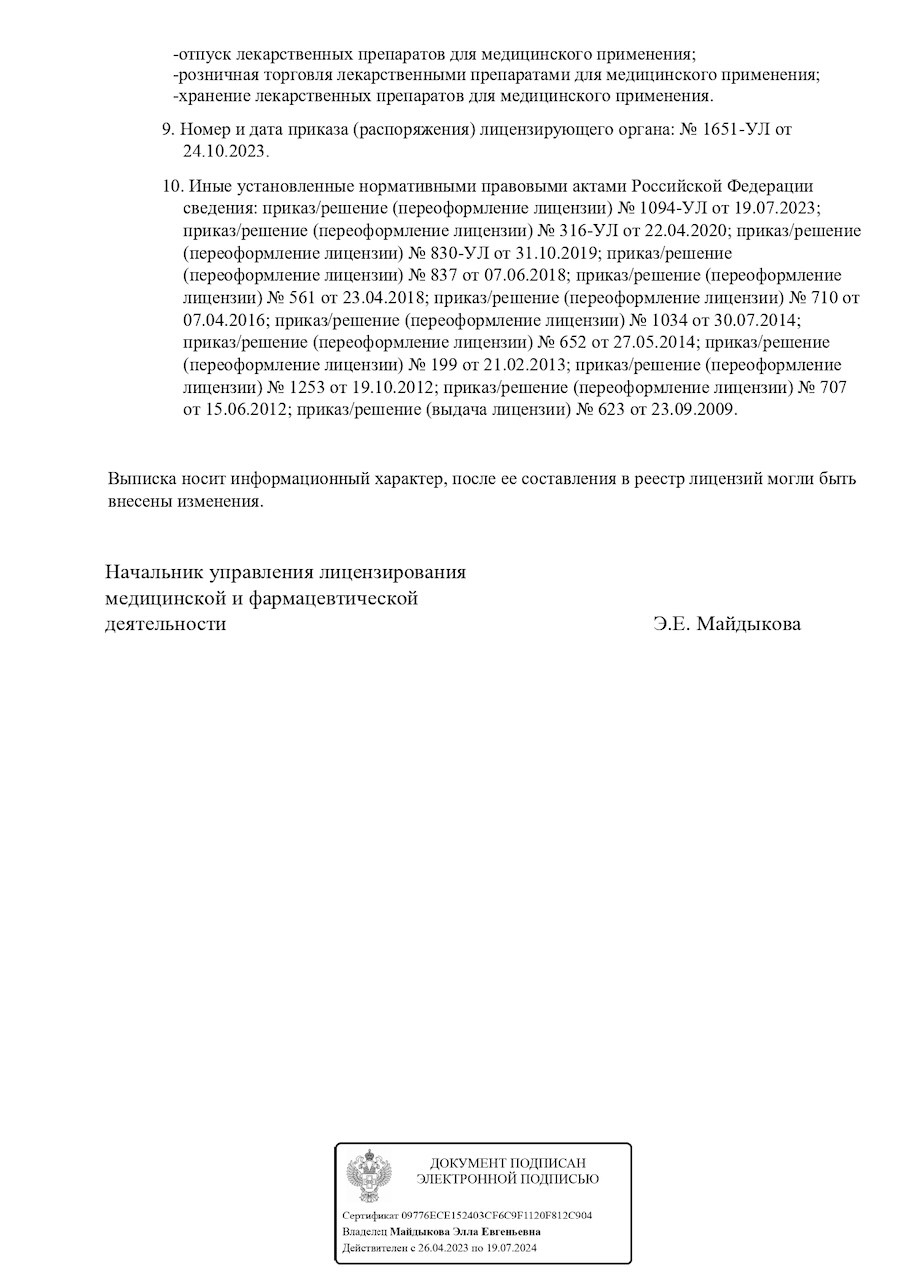 -отпуск лекарственных препаратов для медицинского применения;
-розничная торговля лекарственными препаратами для медицинского применения;
-хранение лекарственных препаратов для медицинского применения.
9. Номер и дата приказа (распоряжения) лицензирующего органа: № 1651-УЛ от
24.10.2023.
10. Иные установленные нормативными правовыми актами Российской Федерации
сведения: приказ/решение (переоформление лицензии) № 1094-УЛ от 19.07.2023;
приказ/решение (переоформление лицензии) № 316-УЛ от 22.04.2020; приказ/решение
(переоформление лицензии) № 830-УЛ от 31.10.2019; приказ/решение
(переоформление лицензии) № 837 от 07.06.2018; приказ/решение (переоформление
лицензии) № 561 от 23.04.2018; приказ/решение (переоформление лицензии) № 710 от
07.04.2016; приказ/решение (переоформление лицензии) № 1034 от 30.07.2014;
приказ/решение (переоформление лицензии) № 652 от 27.05.2014; приказ/решение
(переоформление лицензии) № 199 от 21.02.2013; приказ/решение (переоформление
лицензии) № 1253 от 19.10.2012; приказ/решение (переоформление лицензии) № 707
от 15.06.2012; приказ/решение (выдача лицензии) № 623 от 23.09.2009.
Выписка носит информационный характер, после ее составления в реестр лицензий могли быть
внесены изменения.
Начальник управления лицензирования
медицинской и фармацевтической
деятельности Э.Е. Майдыкова
ДОКУМЕНТ ПОДПИСАН
ЭЛЕКТРОННОЙ ПОДПИСЬЮ
Сертификат 09776ECE152403CF6C9F1120F812C904
Владелец Майдыкова Элла Евгеньевна
Действителен с 26.04.2023 по 19.07.2024